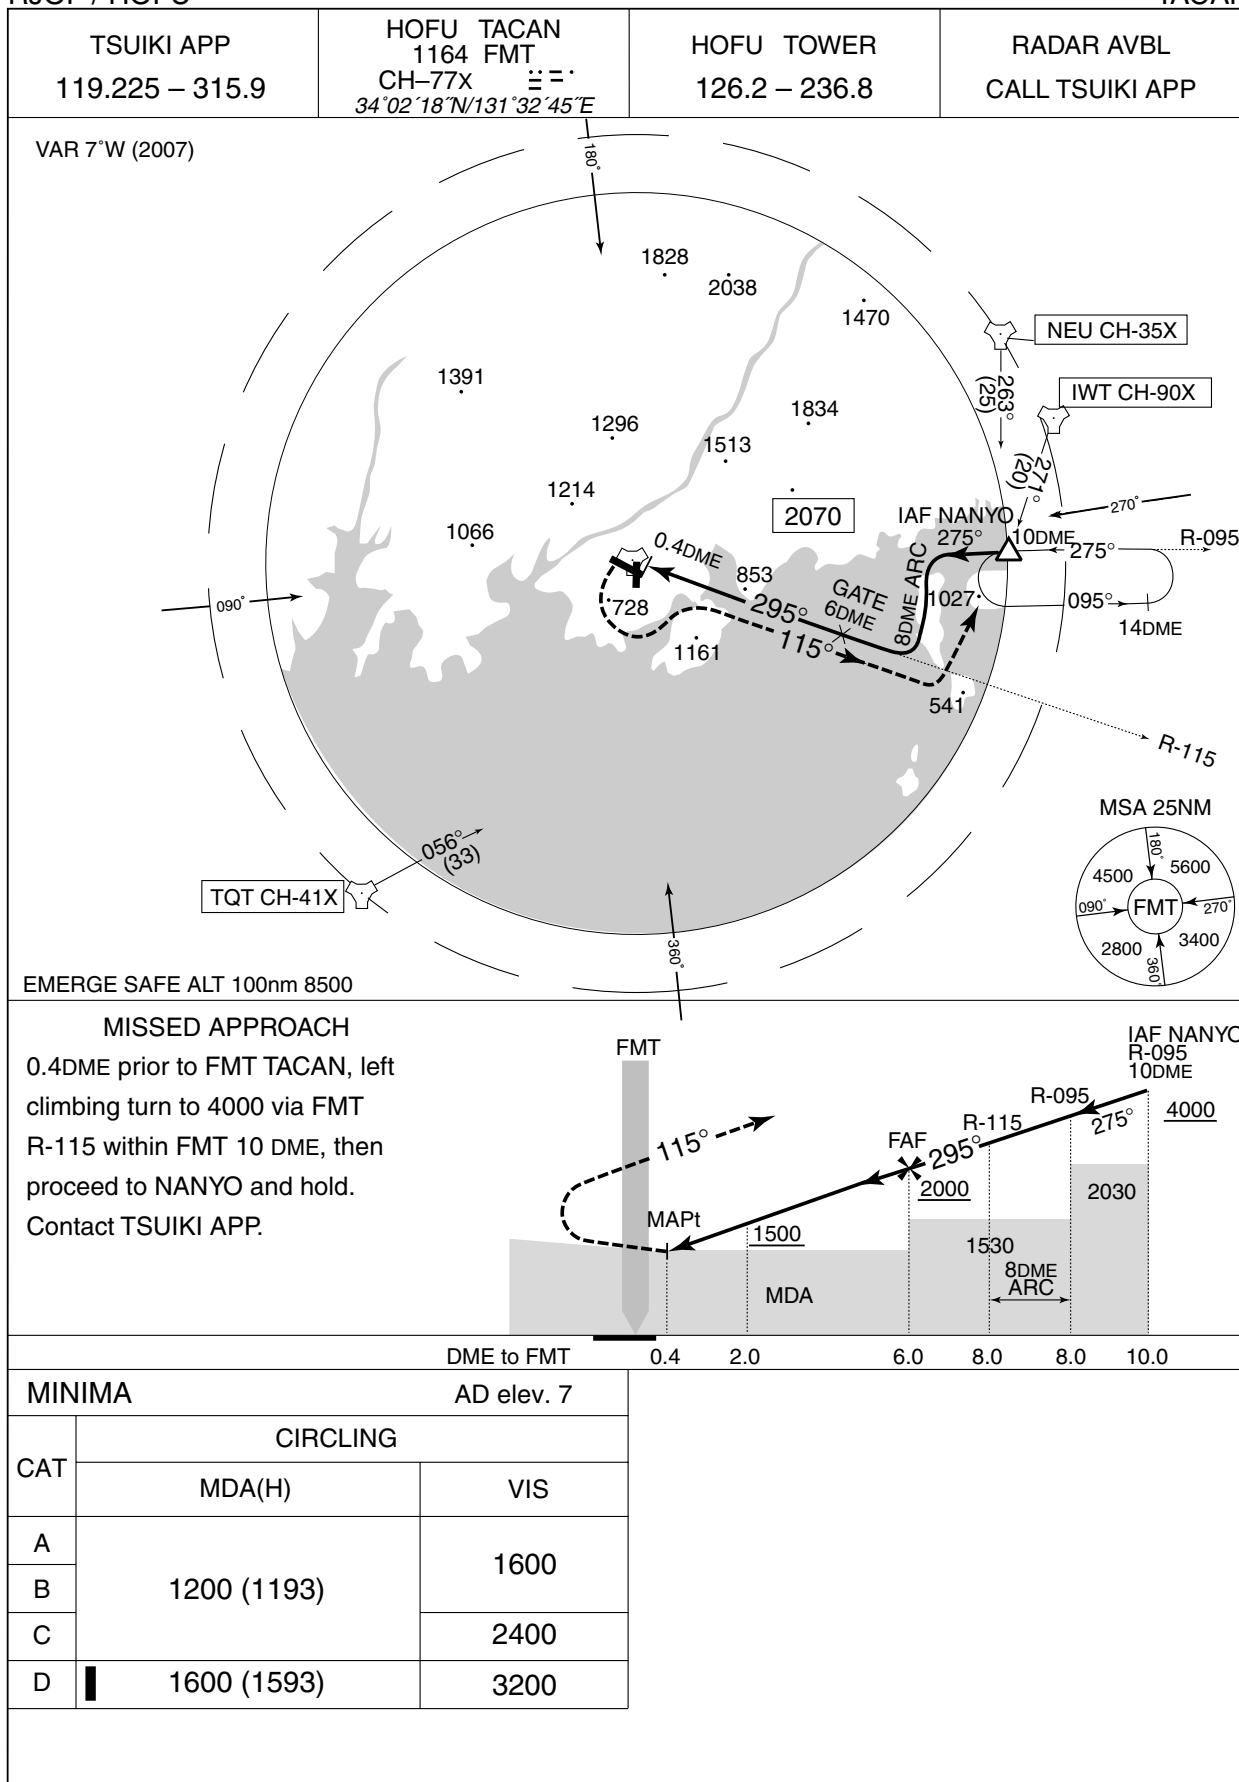 TSUIKI APP
119.225 – 315.9
HOFU TACAN
1164 FMT
CH–77X
34°02´18˝N/131°32´45˝E
HOFU TOWER
126.2 – 236.8
RADAR AVBL
CALL TSUIKI APP
VAR 7°W (2007)
180°
1828
2038
1470
NEU CH-35X
263°
(25)
1391
IWT CH-90X
1296
1834
1513
271°
(20)
1214
2070
270°
IAF NANYO
1066
0.4DME
275°
10DME
275°
R-095
853
GATE
6DME
8DME ARC
090°
728
295°
1027
095°
14DME
1161
115°
541
R-115
MSA 25NM
180°
4500
5600
090°
FMT
270°
2800
3400
360°
056°
(33)
TQT CH-41X
360°
EMERGE SAFE ALT 100nm 8500
MISSED APPROACH
0.4DME prior to FMT TACAN, left
climbing turn to 4000 via FMT
R-115 within FMT 10 DME, then
proceed to NANYO and hold.
Contact TSUIKI APP.
FMT
IAF NANYO
R-095
10DME
R-095
4000
275°
R-115
FAF
295°
115°
2000
2030
MAPt
1500
1530
8DME
ARC
MDA
DME to FMT 0.4 2.0 6.0 8.0 8.0 10.0
MINIMA AD elev. 7
CAT
CIRCLING
MDA(H) VIS
A
B
C
D
1200 (1193)
1600
2400
1600 (1593)
3200